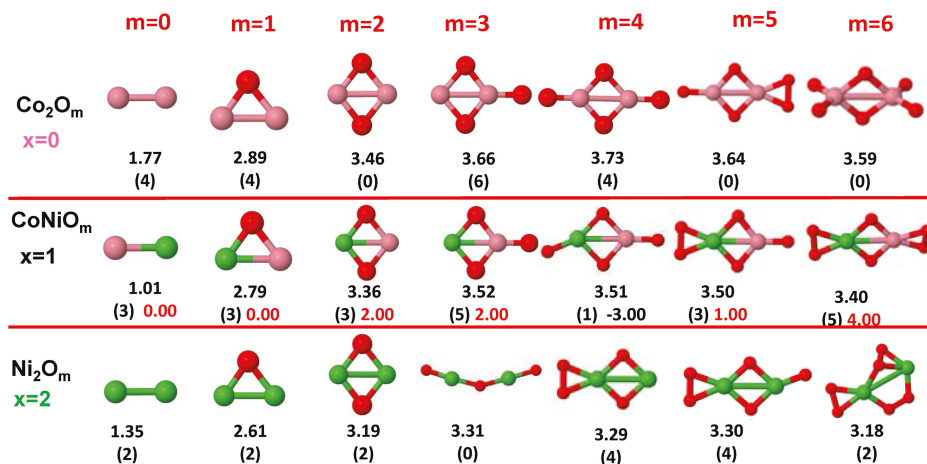 m=0 m=1 m=2 m=3 m=4 m=5 m=6
Co₂Oₘ
x=0
1.77 2.89 3.46 3.66 3.73 3.64 3.59
(4) (4) (0) (6) (4) (0) (0)
CoNiOₘ
x=1
1.01 2.79 3.36 3.52 3.51 3.50 3.40
(3) 0.00 (3) 0.00 (3) 2.00 (5) 2.00 (1) -3.00 (3) 1.00 (5) 4.00
Ni₂Oₘ
x=2
1.35 2.61 3.19 3.31 3.29 3.30 3.18
(2) (2) (2) (0) (4) (4) (2)